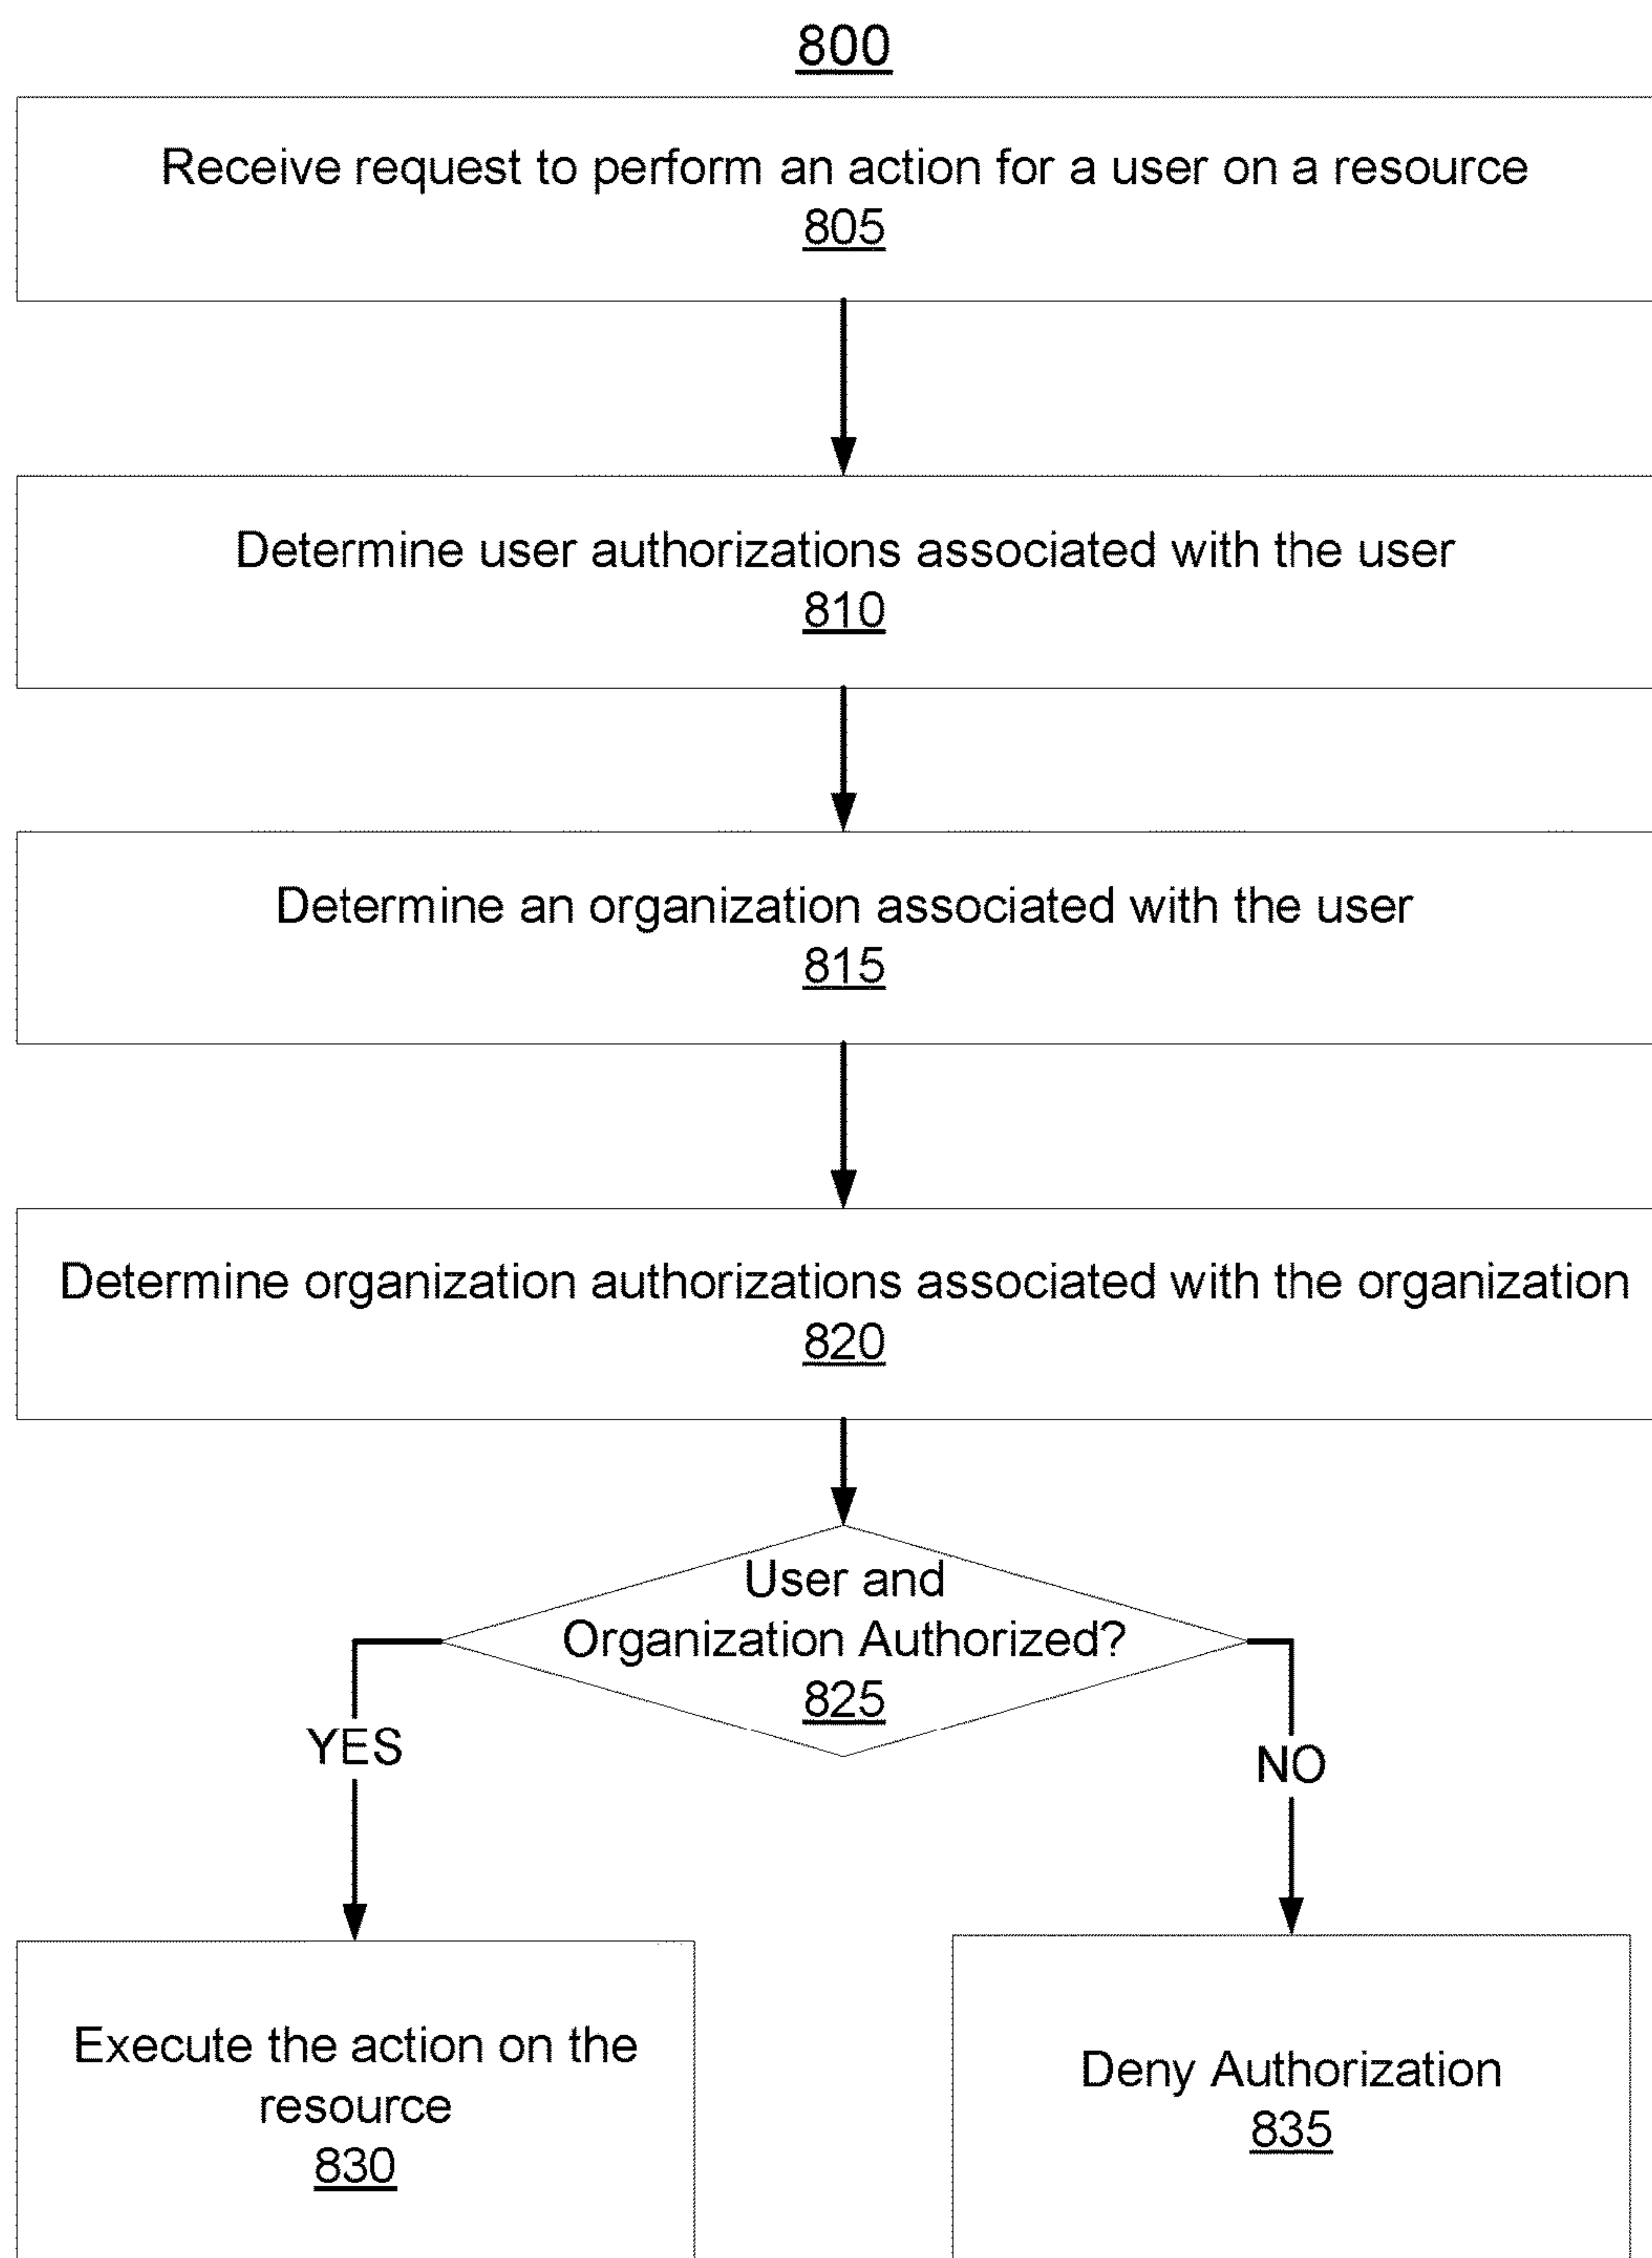 800
Receive request to perform an action for a user on a resource
805
Determine user authorizations associated with the user
810
Determine an organization associated with the user
815
Determine organization authorizations associated with the organization
820
User and
Organization Authorized?
825
YES
NO
Execute the action on the
resource
830
Deny Authorization
835